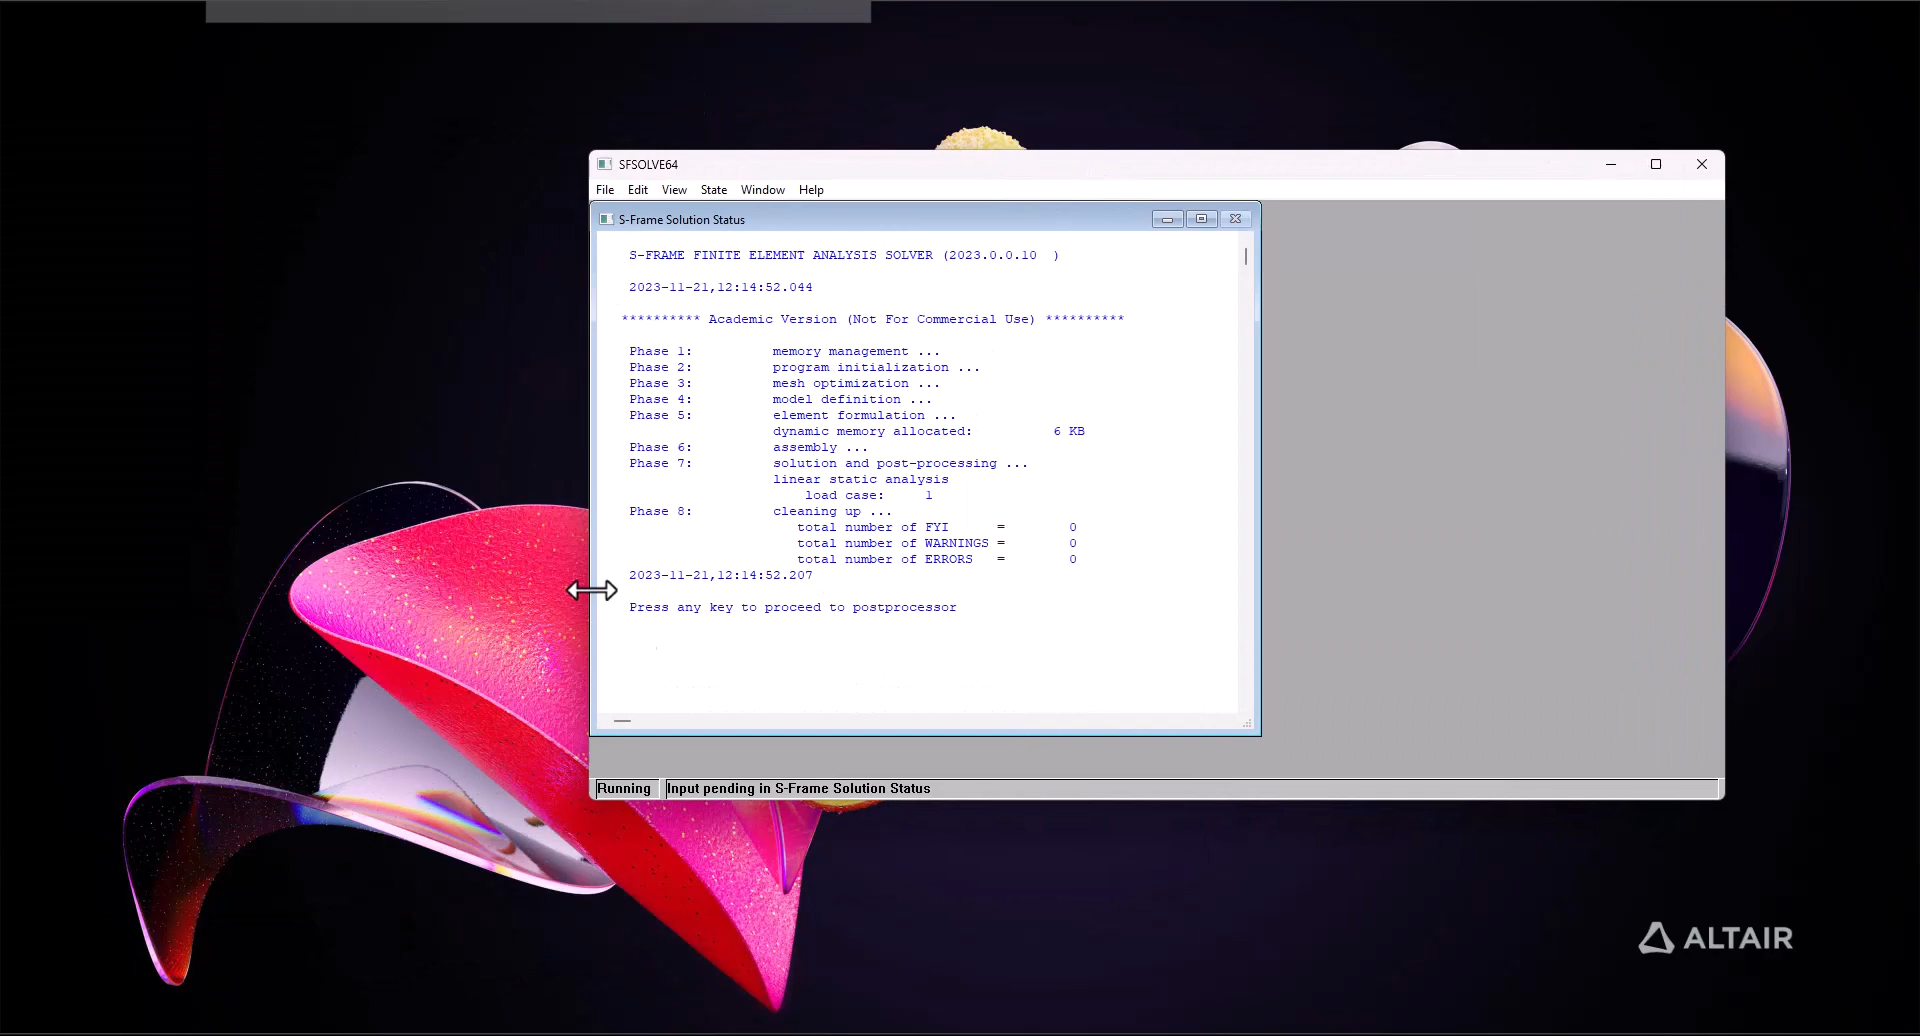 SFSOLVE64
File Edit View State Window Help
S-Frame Solution Status
S-FRAME FINITE ELEMENT ANALYSIS SOLVER (2023.0.0.10  )
2023-11-21,12:14:52.044
********** Academic Version (Not For Commercial Use) **********
Phase 1: memory management ...
Phase 2: program initialization ...
Phase 3: mesh optimization ...
Phase 4: model definition ...
Phase 5: element formulation ...
dynamic memory allocated: 6 KB
Phase 6: assembly ...
Phase 7: solution and post-processing ...
linear static analysis
load case: 1
Phase 8: cleaning up ...
total number of FYI = 0
total number of WARNINGS = 0
total number of ERRORS = 0
2023-11-21,12:14:52.207
Press any key to proceed to postprocessor
Running Input pending in S-Frame Solution Status
ALTAIR